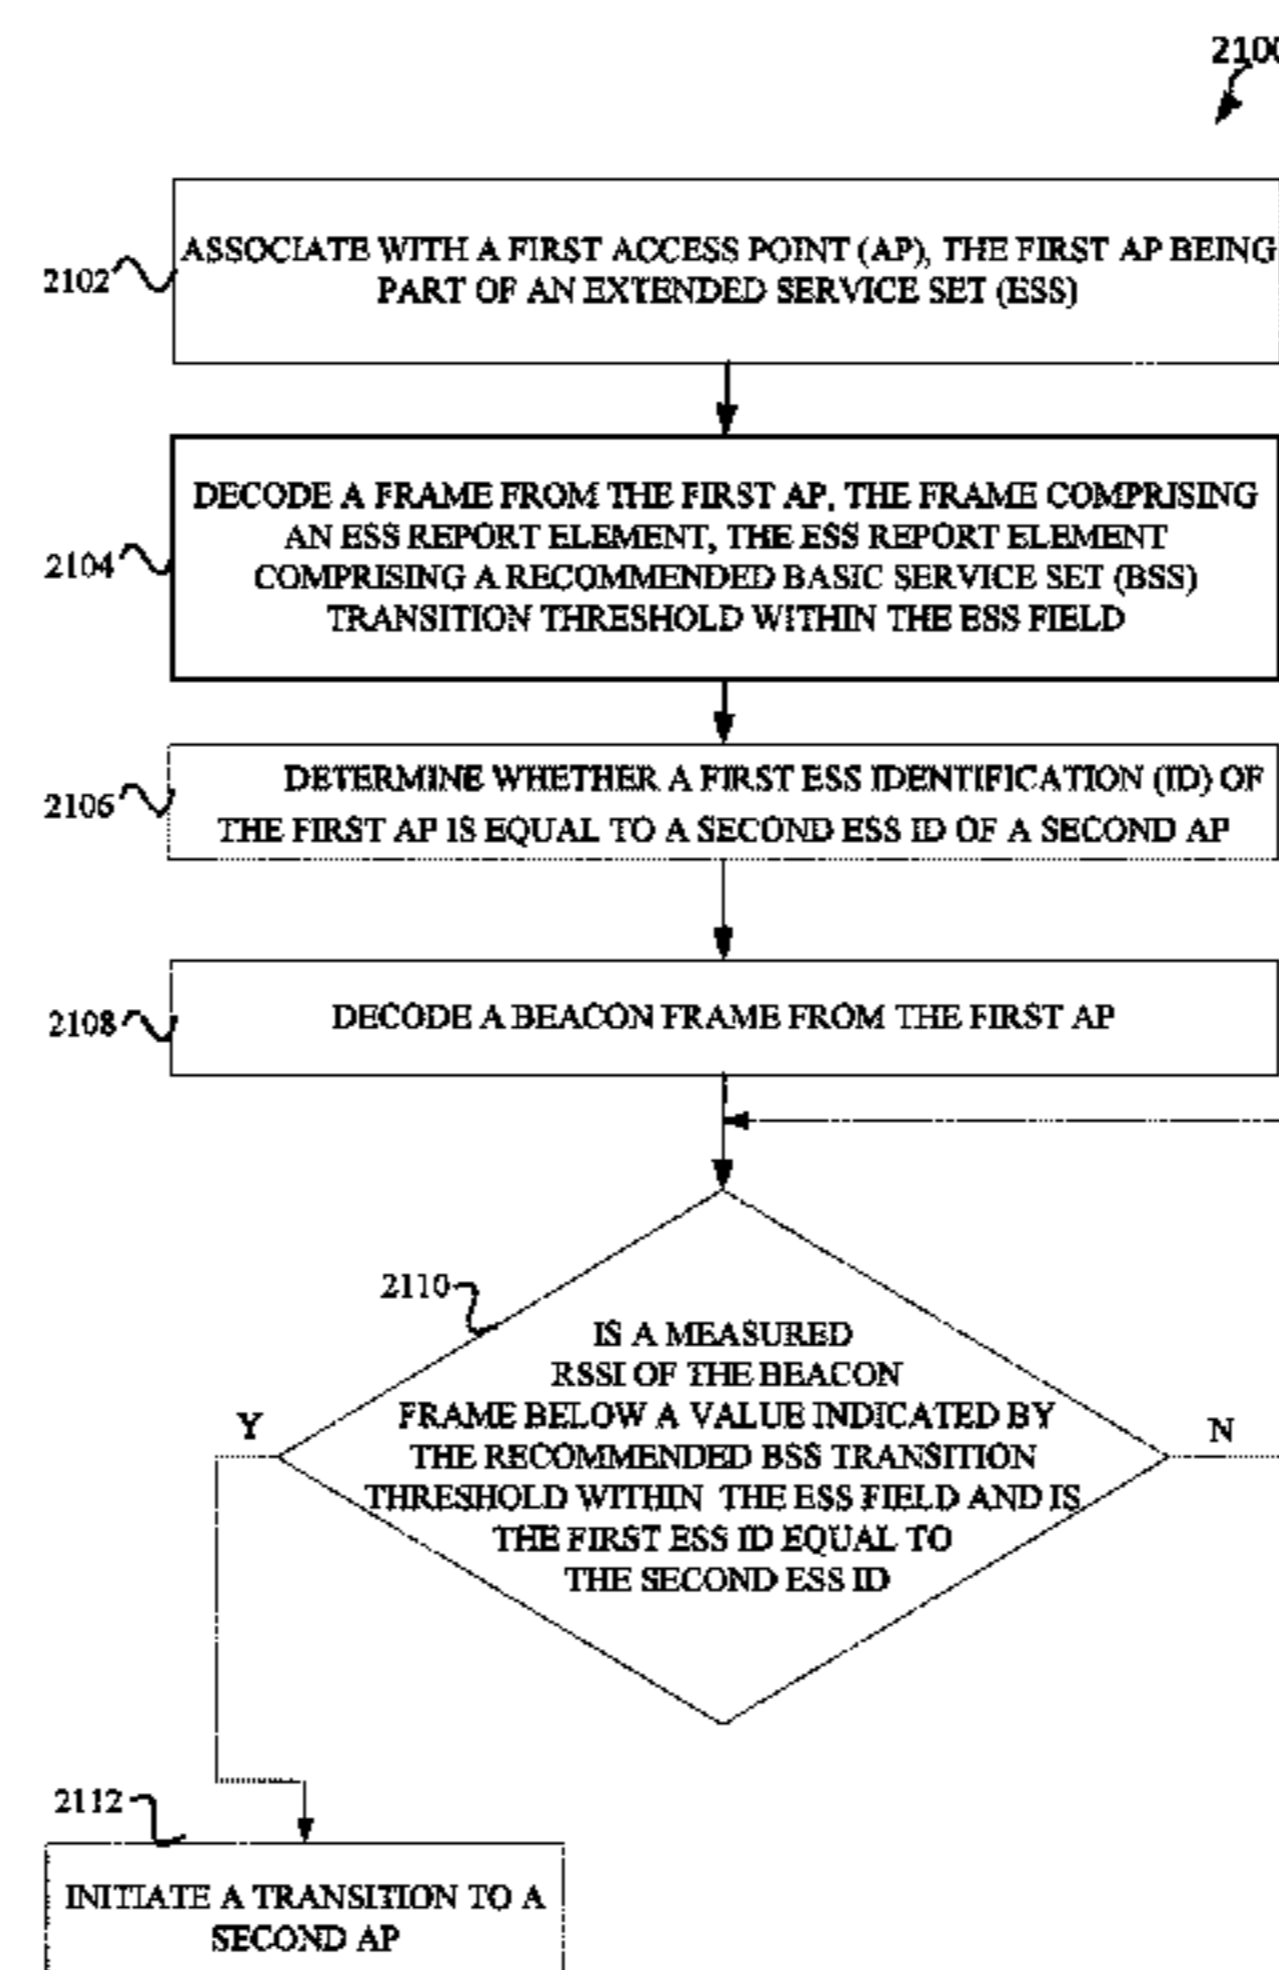 2100
2102
ASSOCIATE WITH A FIRST ACCESS POINT (AP), THE FIRST AP BEING
PART OF AN EXTENDED SERVICE SET (ESS)
2104
DECODE A FRAME FROM THE FIRST AP, THE FRAME COMPRISING
AN ESS REPORT ELEMENT, THE ESS REPORT ELEMENT
COMPRISING A RECOMMENDED BASIC SERVICE SET (BSS)
TRANSITION THRESHOLD WITHIN THE ESS FIELD
2106
DETERMINE WHETHER A FIRST ESS IDENTIFICATION (ID) OF
THE FIRST AP IS EQUAL TO A SECOND ESS ID OF A SECOND AP
2108
DECODE A BEACON FRAME FROM THE FIRST AP
2110
IS A MEASURED
RSSI OF THE BEACON
FRAME BELOW A VALUE INDICATED BY
THE RECOMMENDED BSS TRANSITION
THRESHOLD WITHIN THE ESS FIELD AND IS
THE FIRST ESS ID EQUAL TO
THE SECOND ESS ID
Y
N
2112
INITIATE A TRANSITION TO A
SECOND AP